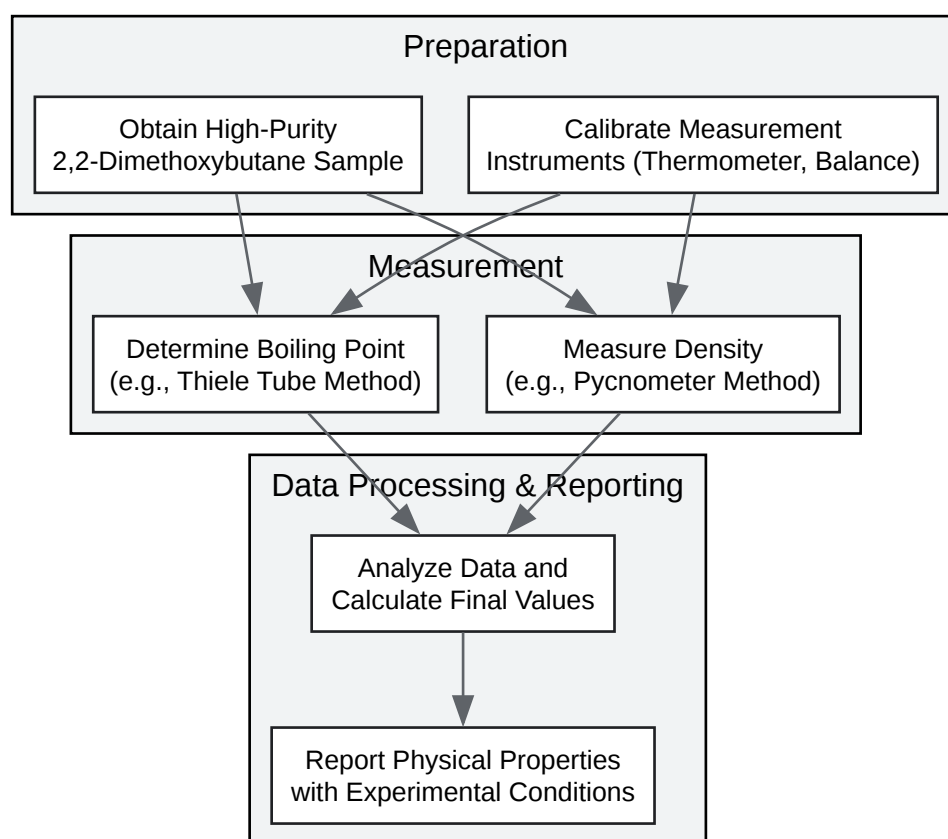 Preparation
Obtain High-Purity
2,2-Dimethoxybutane Sample
Calibrate Measurement
Instruments (Thermometer, Balance)
Measurement
Determine Boiling Point
(e.g., Thiele Tube Method)
Measure Density
(e.g., Pycnometer Method)
Data Processing & Reporting
Analyze Data and
Calculate Final Values
Report Physical Properties
with Experimental Conditions